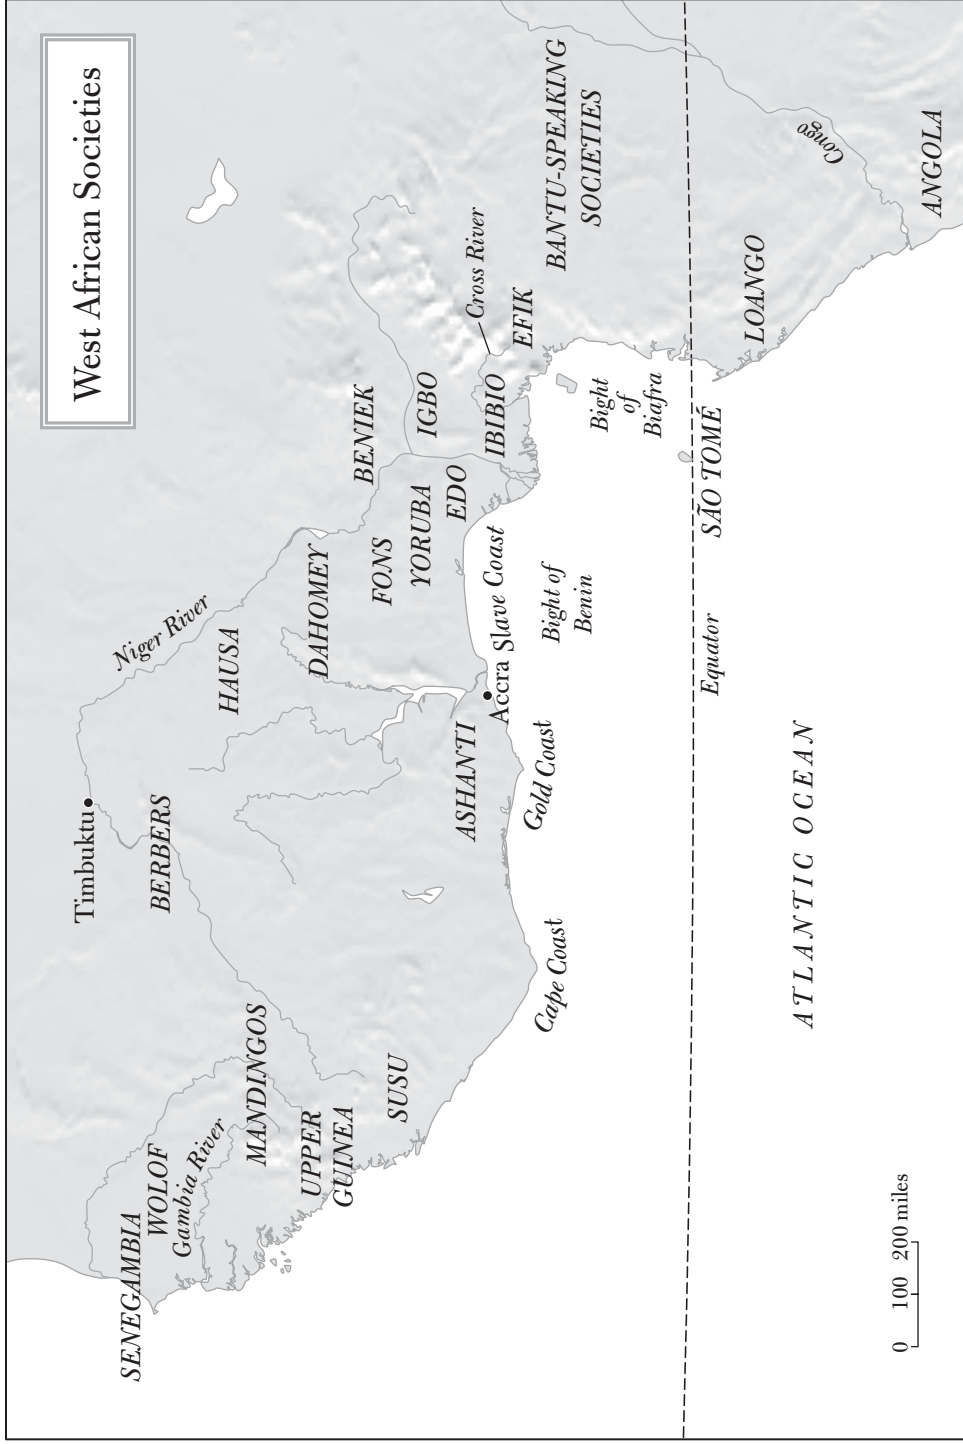 West African Societies
Timbuktu
Niger River
BERBERS
HAUSA
SENEGAMBIA
WOLOF
Gambia River
MANDINGOS
UPPER
GUINEA
SUSU
DAHOMEY
FONS
BENIEK
YORUBA
IGBO
EDO
IBIBIO
Cross River
EFIK
BANTU-SPEAKING
SOCIETIES
ASHANTI
Accra
Slave Coast
Gold Coast
Cape Coast
Bight of
Benin
Bight
of
Biafra
SÃO TOMÉ
Equator
LOANGO
Congo
ANGOLA
ATLANTIC OCEAN
0 100 200 miles